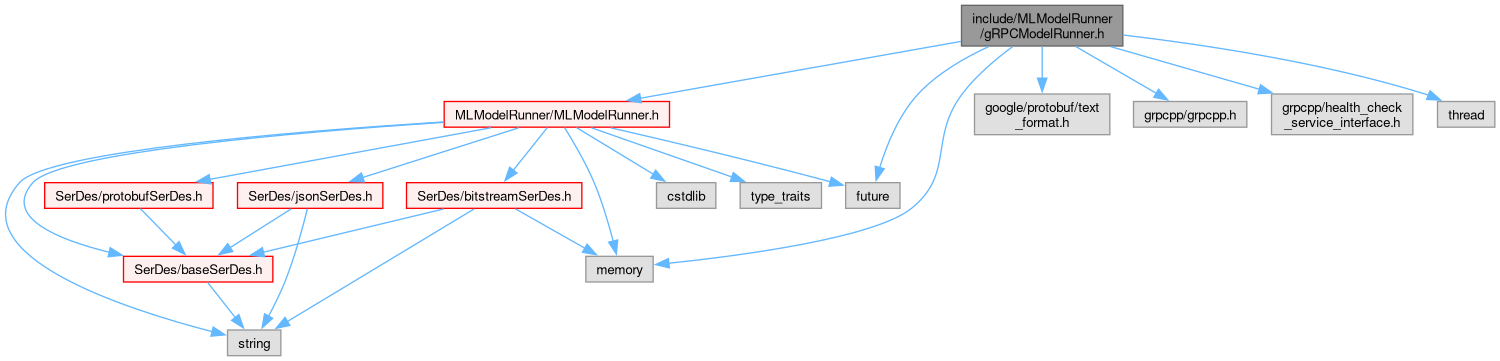 include/MLModelRunner
/gRPCModelRunner.h
MLModelRunner/MLModelRunner.h
google/protobuf/text
_format.h
grpcpp/grpcpp.h
grpcpp/health_check
_service_interface.h
thread
SerDes/protobufSerDes.h
SerDes/jsonSerDes.h
SerDes/bitstreamSerDes.h
cstdlib
type_traits
future
SerDes/baseSerDes.h
memory
string